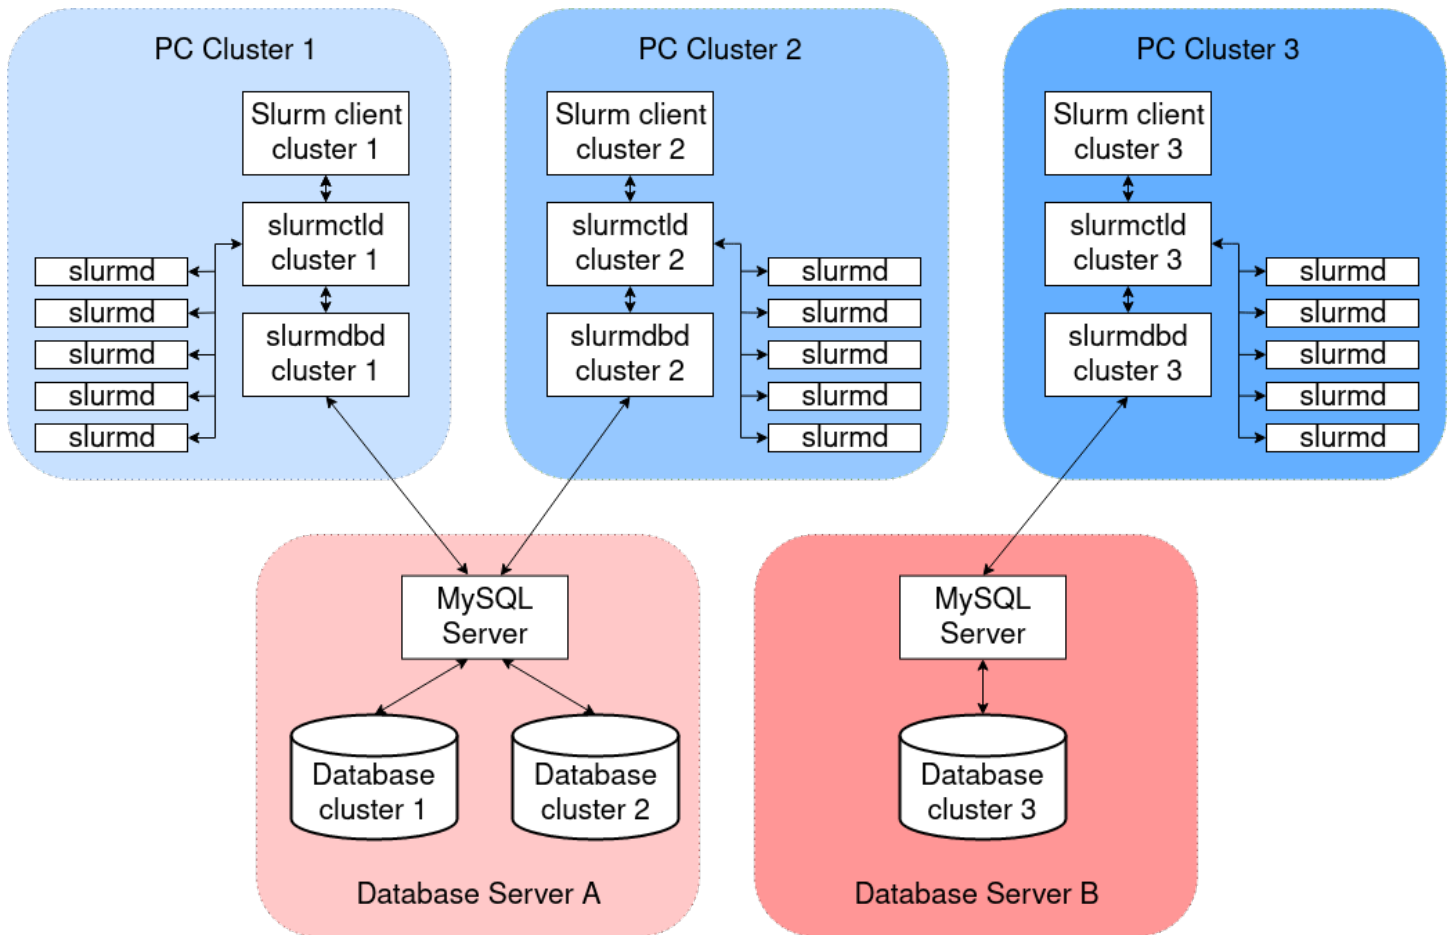 PC Cluster 1
Slurm client
cluster 1
slurmctld
cluster 1
slurmdbd
cluster 1
slurmd
slurmd
slurmd
slurmd
slurmd
PC Cluster 2
Slurm client
cluster 2
slurmctld
cluster 2
slurmdbd
cluster 2
slurmd
slurmd
slurmd
slurmd
slurmd
PC Cluster 3
Slurm client
cluster 3
slurmctld
cluster 3
slurmdbd
cluster 3
slurmd
slurmd
slurmd
slurmd
slurmd
MySQL
Server
Database
cluster 1
Database
cluster 2
Database Server A
MySQL
Server
Database
cluster 3
Database Server B